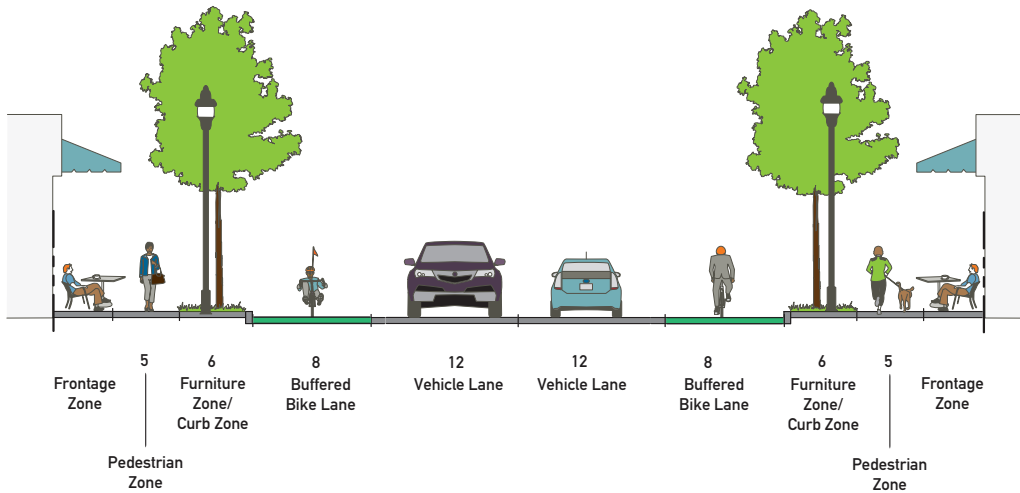 5 6 8 12 12 8 6 5
Frontage Furniture Buffered Vehicle Lane Vehicle Lane Buffered Furniture Frontage
Zone Zone/ Bike Lane Bike Lane Zone/ Zone
Curb Zone Curb Zone
Pedestrian Pedestrian
Zone Zone